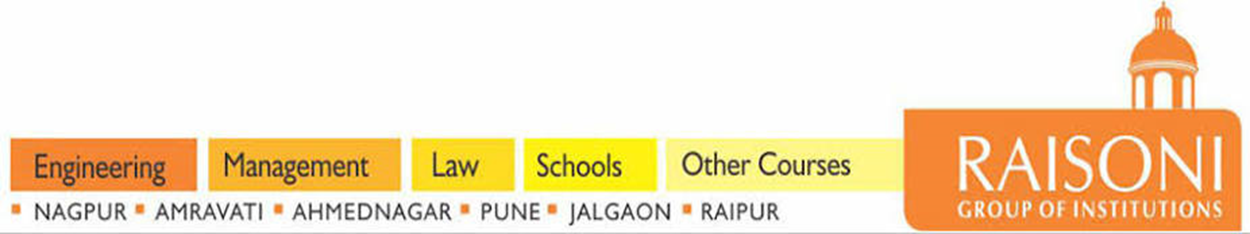 Engineering Management Law Schools Other Courses
▪ NAGPUR ▪ AMRAVATI ▪ AHMEDNAGAR ▪ PUNE ▪ JALGAON ▪ RAIPUR
RAISONI
GROUP OF INSTITUTIONS